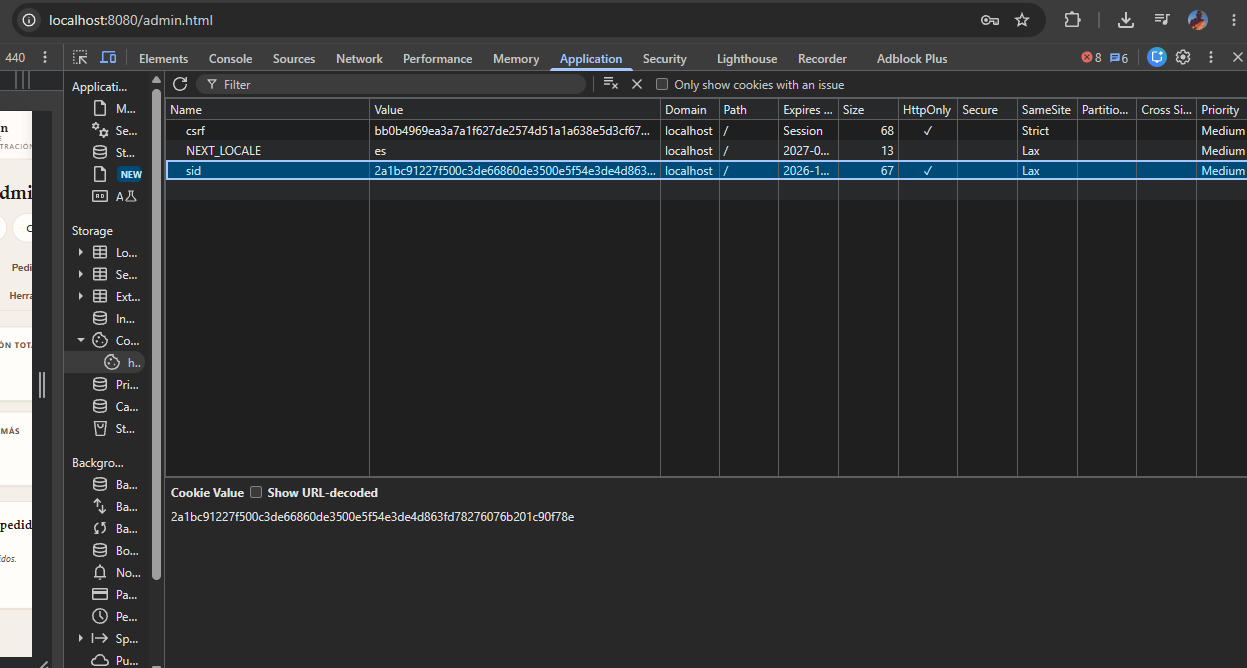 localhost:8080/admin.html
440
Elements Console Sources Network Performance Memory Application Security Lighthouse Recorder Adblock Plus 8 6
Applicati... Filter Only show cookies with an issue
M...
Se...
St...
NEW
A
Storage
Lo...
Se...
Ext...
In...
Co...
h..
Pri...
Ca...
St...
Backgro...
Ba...
Ba...
Ba...
Bo...
No...
Pa...
Pe...
Sp...
Pu...
Name Value Domain Path Expires ... Size HttpOnly Secure SameSite Partitio... Cross Si... Priority
csrf bb0b4969ea3a7a1f627de2574d51a1a638e5d3cf67... localhost / Session 68 ✓ Strict Medium
NEXT_LOCALE es localhost / 2027-0... 13 Lax Medium
sid 2a1bc91227f500c3de66860de3500e5f54e3de4d863... localhost / 2026-1... 67 ✓ Lax Medium
Cookie Value Show URL-decoded
2a1bc91227f500c3de66860de3500e5f54e3de4d863fd78276076b201c90f78e
n
TRACIÓN
dmi
C
Pedi
Herra
ÓN TOTA
MÁS
pedid
idos.